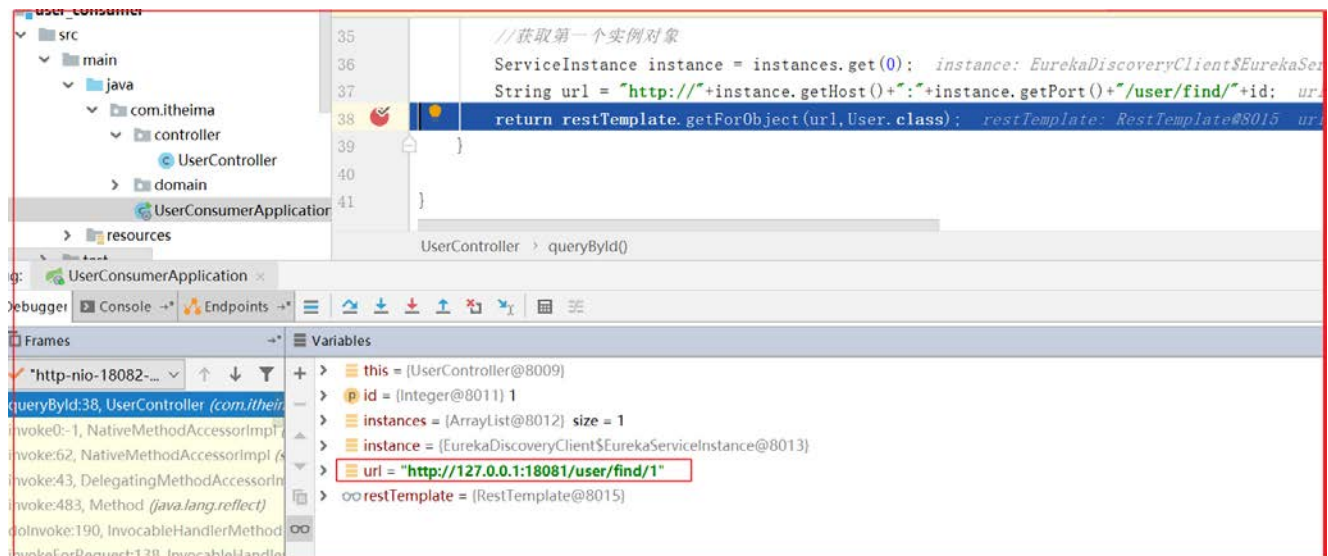 user_consumer
src
main
java
com.itheima
controller
UserController
domain
UserConsumerApplication
resources
35 //获取第一个实例对象
36 ServiceInstance instance = instances.get(0); instance: EurekaDiscoveryClient$EurekaSer
37 String url = "http://"+instance.getHost()+":"+instance.getPort()+"/user/find/"+id; url
38 return restTemplate.getForObject(url,User.class); restTemplate: RestTemplate@8015 url
39 }
40
41 }
UserController › queryById()
UserConsumerApplication ×
Debugger Console Endpoints
Frames Variables
"http-nio-18082-...
queryById:38, UserController (com.itheim
invoke0:-1, NativeMethodAccessorImpl
invoke:62, NativeMethodAccessorImpl (s
invoke:43, DelegatingMethodAccessorIm
invoke:483, Method (java.lang.reflect)
doInvoke:190, InvocableHandlerMethod
invokeForRequest:138, InvocableHandler
this = {UserController@8009}
id = {Integer@8011} 1
instances = {ArrayList@8012} size = 1
instance = {EurekaDiscoveryClient$EurekaServiceInstance@8013}
url = "http://127.0.0.1:18081/user/find/1"
restTemplate = {RestTemplate@8015}